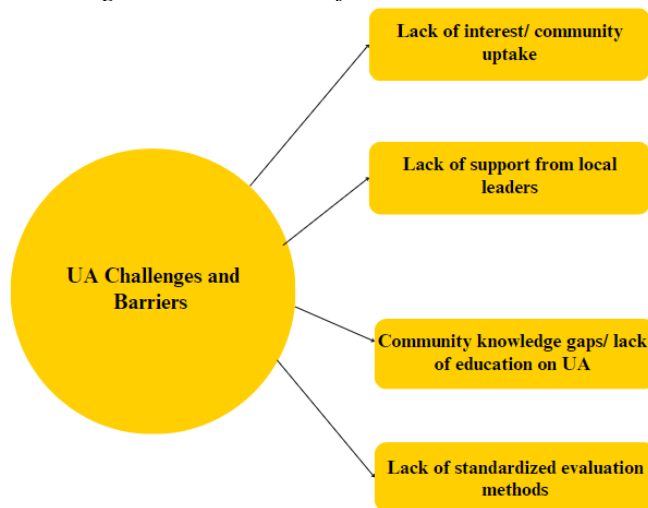 Lack of interest/ community
uptake
Lack of support from local
leaders
UA Challenges and
Barriers
Community knowledge gaps/ lack
of education on UA
Lack of standardized evaluation
methods